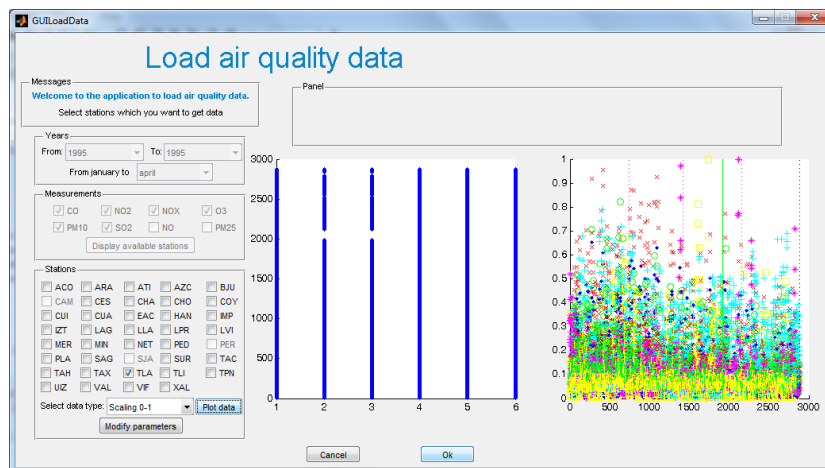 GUILoadData
Load air quality data
Messages
Welcome to the application to load air quality data.
Select stations which you want to get data
Panel
Years
From: 1995 To: 1995
From january to april
Measurements
CO NO2 NOX O3
PM10 SO2 NO PM25
Display available stations
Stations
ACO ARA ATI AZC BJU
CAM CES CHA CHO COY
CUI CUA EAC HAN IMP
IZT LAG LLA LPR LVI
MER MIN NET PED PER
PLA SAG SJA SUR TAC
TAH TAX TLA TLI TPN
UIZ VAL VIF XAL
Select data type: Scaling 0-1 Plot data
Modify parameters
3000
2500
2000
1500
1000
500
0
1 2 3 4 5 6
1
0.9
0.8
0.7
0.6
0.5
0.4
0.3
0.2
0.1
0
0 500 1000 1500 2000 2500 3000
Cancel Ok